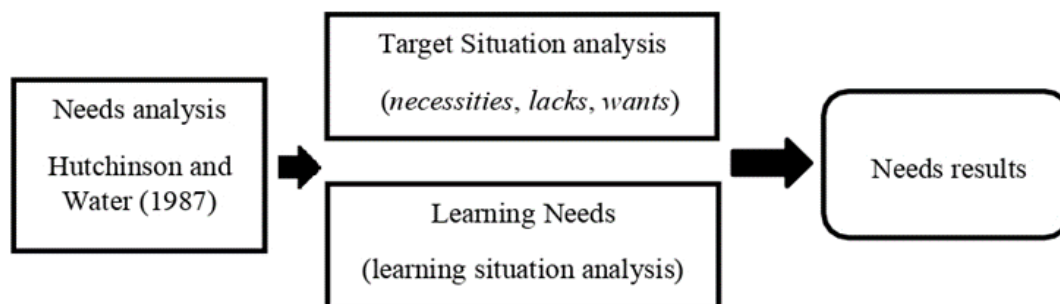 Needs analysis
Hutchinson and
Water (1987)
Target Situation analysis
(necessities, lacks, wants)
Learning Needs
(learning situation analysis)
Needs results